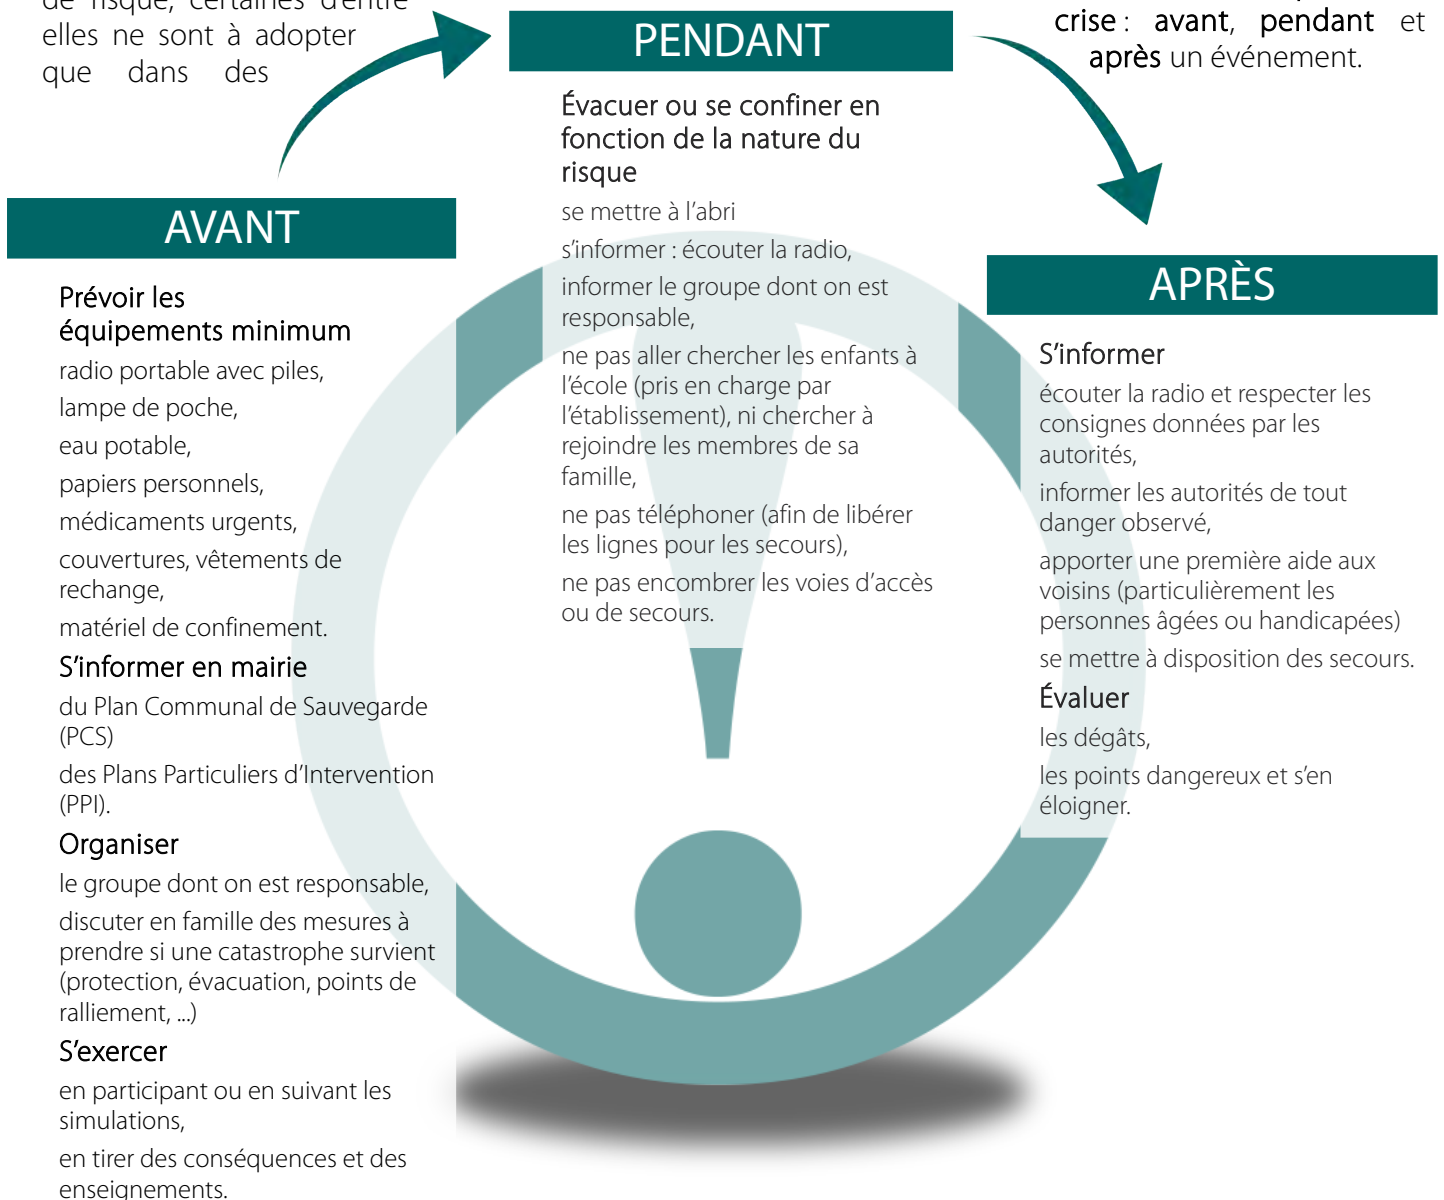 de risque, certaines d'entre
elles ne sont à adopter
que dans des
crise : avant, pendant et
après un événement.
AVANT
Prévoir les
équipements minimum
radio portable avec piles,
lampe de poche,
eau potable,
papiers personnels,
médicaments urgents,
couvertures, vêtements de
rechange,
matériel de confinement.
S'informer en mairie
du Plan Communal de Sauvegarde
(PCS)
des Plans Particuliers d'Intervention
(PPI).
Organiser
le groupe dont on est responsable,
discuter en famille des mesures à
prendre si une catastrophe survient
(protection, évacuation, points de
ralliement, ...)
S'exercer
en participant ou en suivant les
simulations,
en tirer des conséquences et des
enseignements.
PENDANT
Évacuer ou se confiner en
fonction de la nature du
risque
se mettre à l'abri
s'informer : écouter la radio,
informer le groupe dont on est
responsable,
ne pas aller chercher les enfants à
l'école (pris en charge par
l'établissement), ni chercher à
rejoindre les membres de sa
famille,
ne pas téléphoner (afin de libérer
les lignes pour les secours),
ne pas encombrer les voies d'accès
ou de secours.
APRÈS
S'informer
écouter la radio et respecter les
consignes données par les
autorités,
informer les autorités de tout
danger observé,
apporter une première aide aux
voisins (particulièrement les
personnes âgées ou handicapées)
se mettre à disposition des secours.
Évaluer
les dégâts,
les points dangereux et s'en
éloigner.